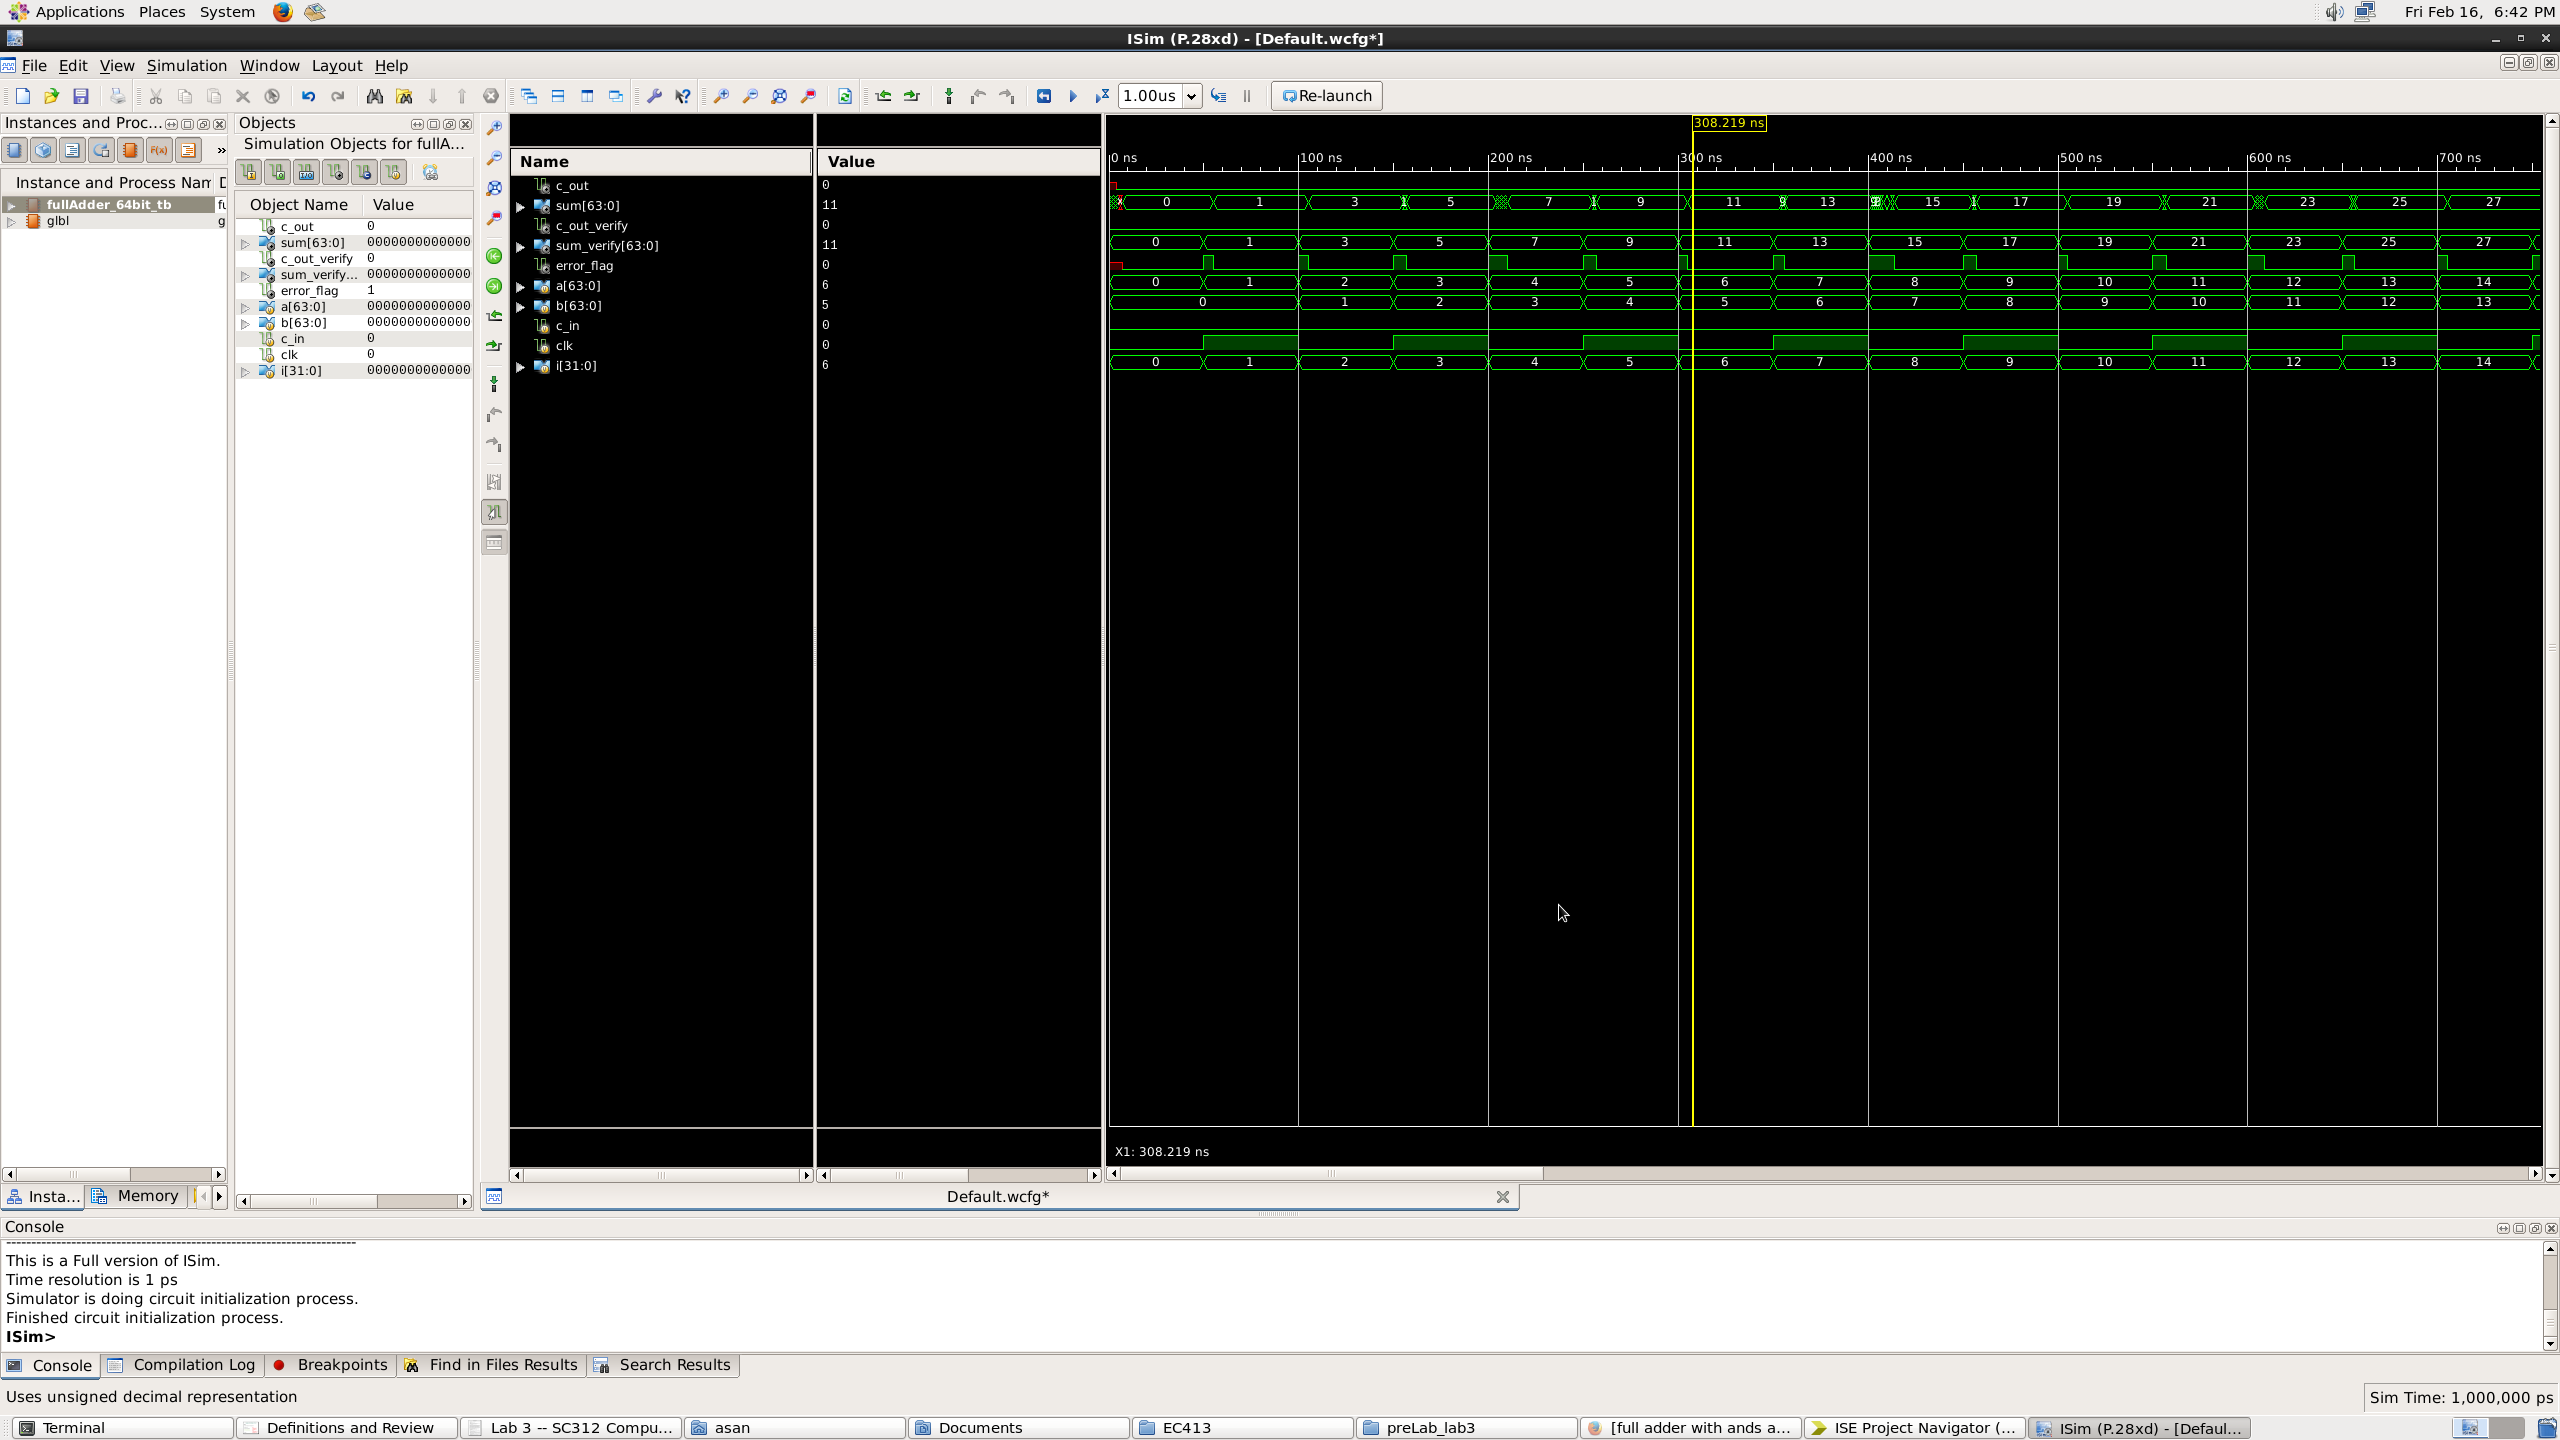 Applications Places System Fri Feb 16, 6:42 PM
ISim (P.28xd) - [Default.wcfg*]
File Edit View Simulation Window Layout Help
1.00us Re-launch
Instances and Proc...
Instance and Process Nam
fullAdder_64bit_tb
glbl
Insta... Memory
Objects
Simulation Objects for fullA...
Object Name Value
c_out 0
sum[63:0] 0000000000000
c_out_verify 0
sum_verify... 0000000000000
error_flag 1
a[63:0] 0000000000000
b[63:0] 0000000000000
c_in 0
clk 0
i[31:0] 0000000000000
Name Value
c_out 0
sum[63:0] 11
c_out_verify 0
sum_verify[63:0] 11
error_flag 0
a[63:0] 6
b[63:0] 5
c_in 0
clk 0
i[31:0] 6
308.219 ns
0 ns 100 ns 200 ns 300 ns 400 ns 500 ns 600 ns 700 ns
0 1 3 5 7 9 11 13 15 17 19 21 23 25 27
0 1 3 5 7 9 11 13 15 17 19 21 23 25 27
0 1 2 3 4 5 6 7 8 9 10 11 12 13 14
0 1 2 3 4 5 6 7 8 9 10 11 12 13
0 1 2 3 4 5 6 7 8 9 10 11 12 13 14
X1: 308.219 ns
Default.wcfg*
Console
This is a Full version of ISim.
Time resolution is 1 ps
Simulator is doing circuit initialization process.
Finished circuit initialization process.
ISim>
Console Compilation Log Breakpoints Find in Files Results Search Results
Uses unsigned decimal representation Sim Time: 1,000,000 ps
Terminal Definitions and Review Lab 3 -- SC312 Compu... asan Documents EC413 preLab_lab3 [full adder with ands a... ISE Project Navigator (... ISim (P.28xd) - [Defaul...